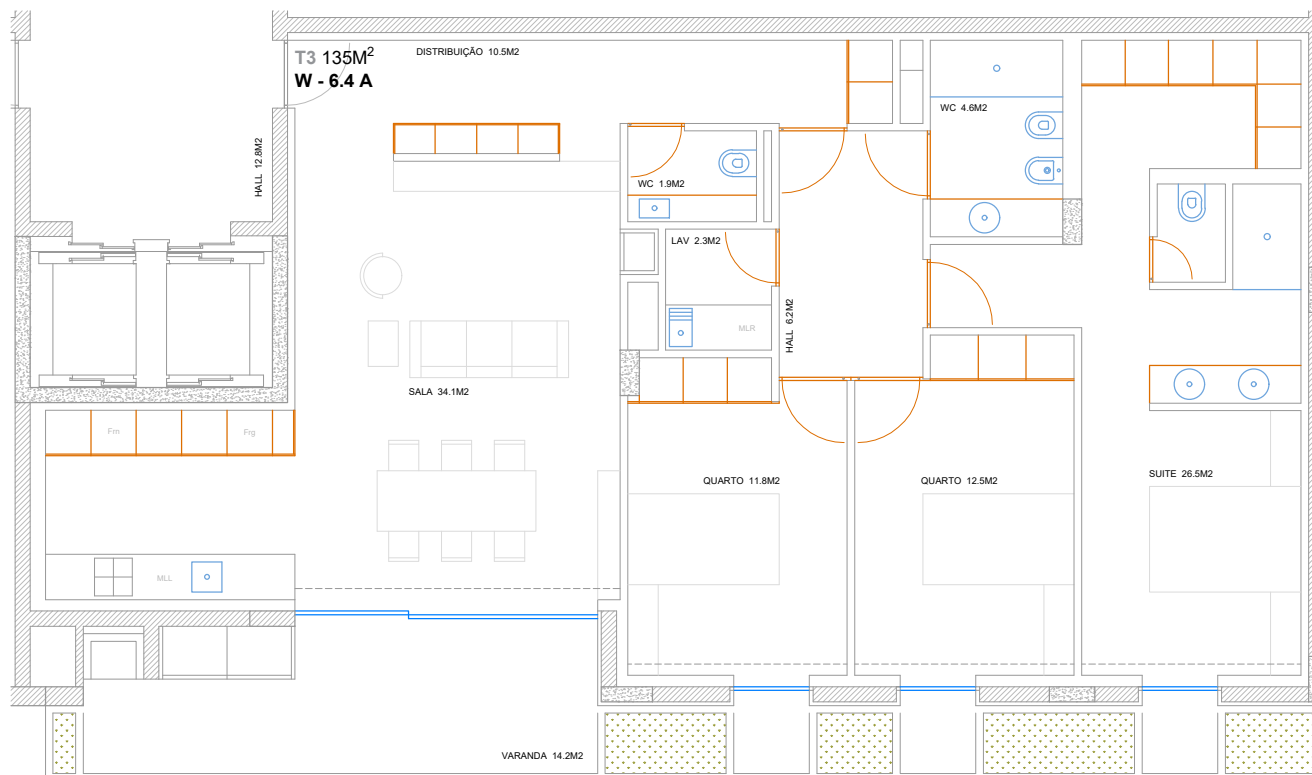 T3 135M²
W - 6.4 A
DISTRIBUIÇÃO 10.5M2
HALL 12.8M2
WC 4.6M2
WC 1.9M2
LAV 2.3M2
MLR
HALL 6.2M2
SALA 34.1M2
Frn
Frg
QUARTO 11.8M2
QUARTO 12.5M2
SUITE 26.5M2
MLL
VARANDA 14.2M2